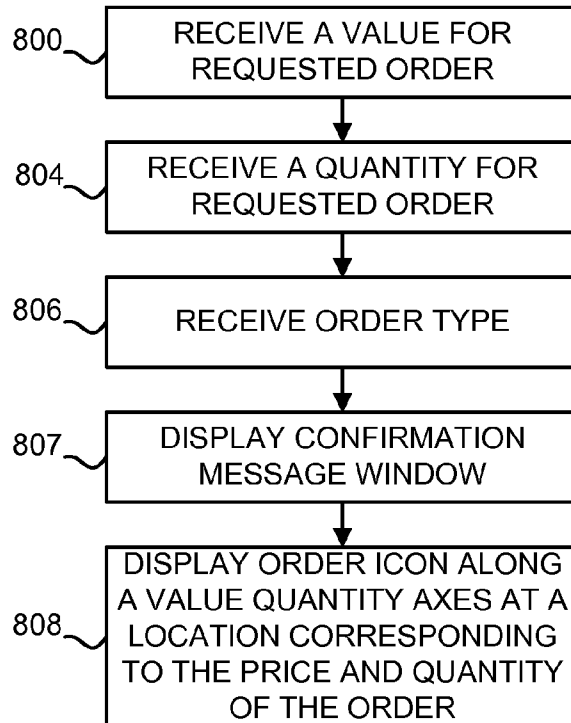 800
RECEIVE A VALUE FOR
REQUESTED ORDER
804
RECEIVE A QUANTITY FOR
REQUESTED ORDER
806
RECEIVE ORDER TYPE
807
DISPLAY CONFIRMATION
MESSAGE WINDOW
808
DISPLAY ORDER ICON ALONG
A VALUE QUANTITY AXES AT A
LOCATION CORRESPONDING
TO THE PRICE AND QUANTITY
OF THE ORDER